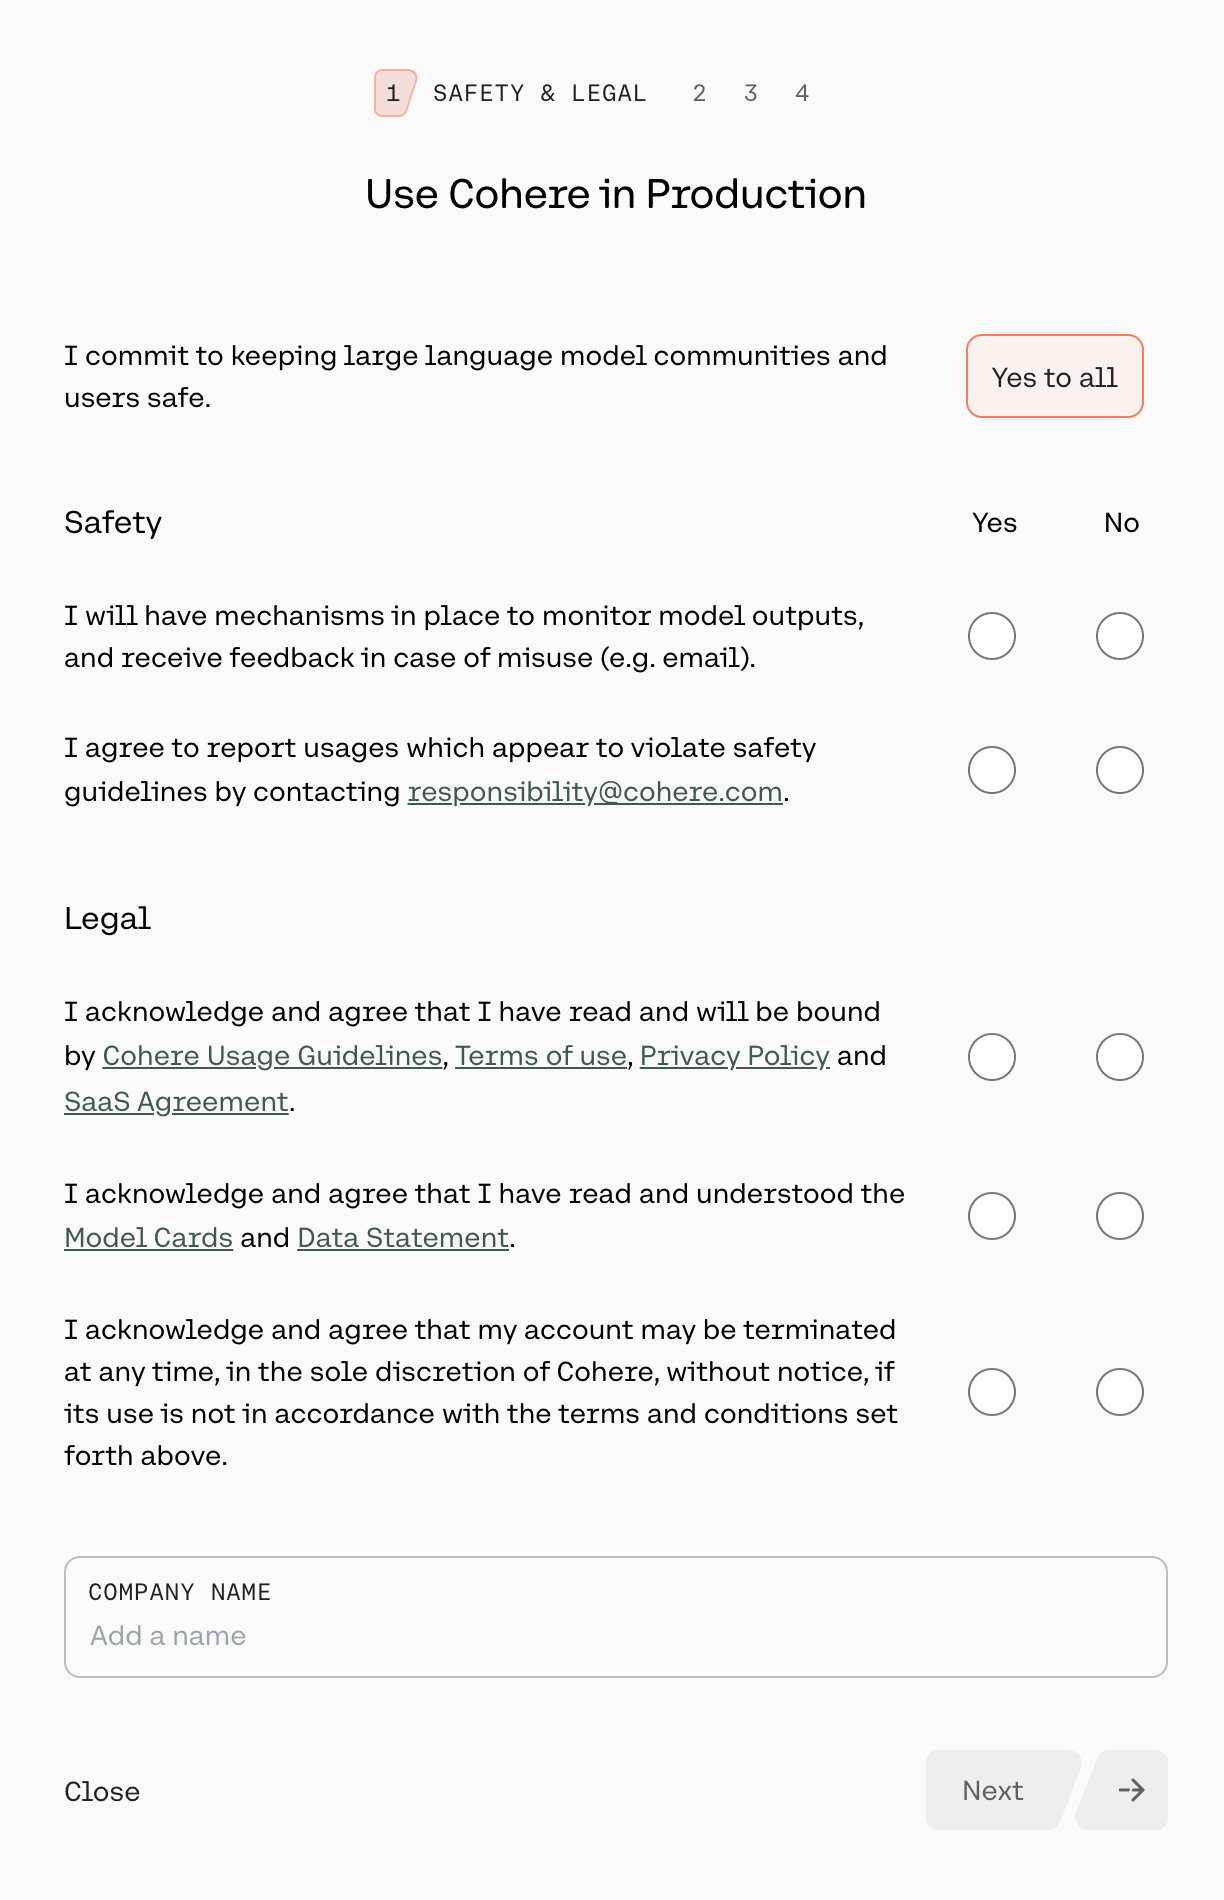 1 SAFETY & LEGAL 2 3 4
Use Cohere in Production
I commit to keeping large language model communities and
users safe.
Yes to all
Safety
Yes No
I will have mechanisms in place to monitor model outputs,
and receive feedback in case of misuse (e.g. email).
I agree to report usages which appear to violate safety
guidelines by contacting responsibility@cohere.com.
Legal
I acknowledge and agree that I have read and will be bound
by Cohere Usage Guidelines, Terms of use, Privacy Policy and
SaaS Agreement.
I acknowledge and agree that I have read and understood the
Model Cards and Data Statement.
I acknowledge and agree that my account may be terminated
at any time, in the sole discretion of Cohere, without notice, if
its use is not in accordance with the terms and conditions set
forth above.
COMPANY NAME
Add a name
Close
Next